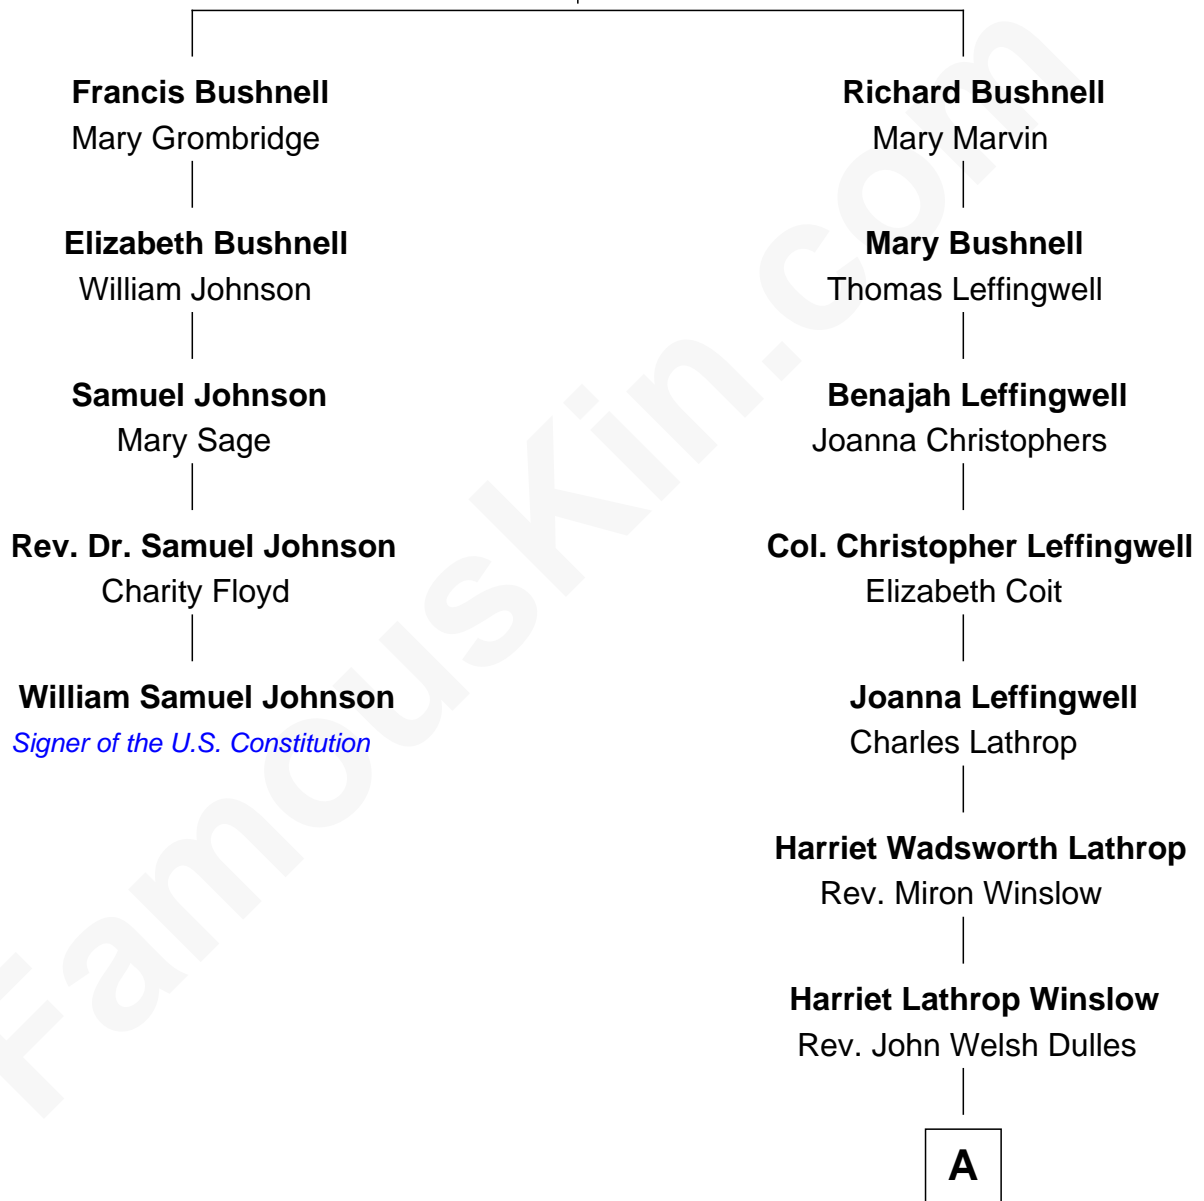 Francis Bushnell
Mary Grombridge
Elizabeth Bushnell
William Johnson
Samuel Johnson
Mary Sage
Rev. Dr. Samuel Johnson
Charity Floyd
William Samuel Johnson
Signer of the U.S. Constitution
Richard Bushnell
Mary Marvin
Mary Bushnell
Thomas Leffingwell
Benajah Leffingwell
Joanna Christophers
Col. Christopher Leffingwell
Elizabeth Coit
Joanna Leffingwell
Charles Lathrop
Harriet Wadsworth Lathrop
Rev. Miron Winslow
Harriet Lathrop Winslow
Rev. John Welsh Dulles
A
FamousKin.com